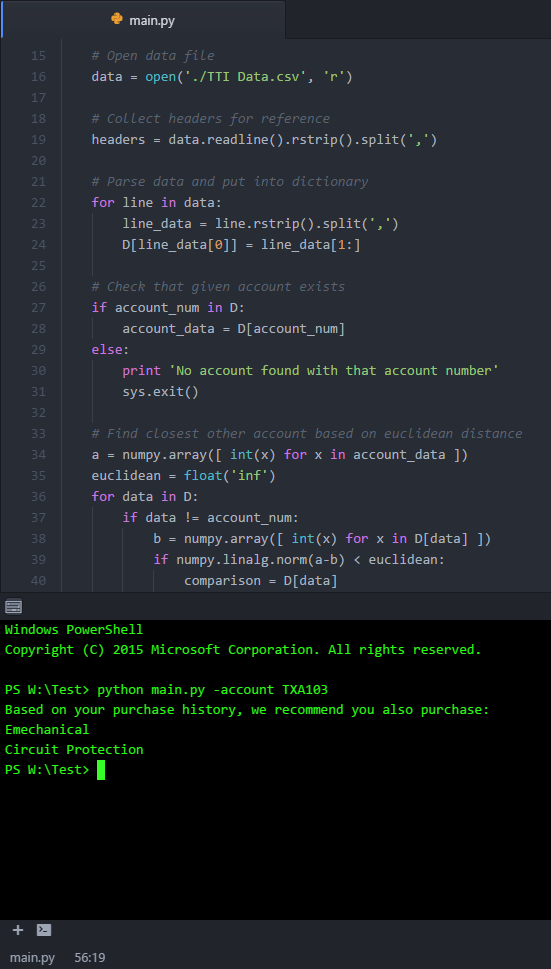 main.py
15 # Open data file
16 data = open('./TTI Data.csv', 'r')
17
18 # Collect headers for reference
19 headers = data.readline().rstrip().split(',')
20
21 # Parse data and put into dictionary
22 for line in data:
23 line_data = line.rstrip().split(',')
24 D[line_data[0]] = line_data[1:]
25
26 # Check that given account exists
27 if account_num in D:
28 account_data = D[account_num]
29 else:
30 print 'No account found with that account number'
31 sys.exit()
32
33 # Find closest other account based on euclidean distance
34 a = numpy.array([ int(x) for x in account_data ])
35 euclidean = float('inf')
36 for data in D:
37 if data != account_num:
38 b = numpy.array([ int(x) for x in D[data] ])
39 if numpy.linalg.norm(a-b) < euclidean:
40 comparison = D[data]
Windows PowerShell
Copyright (C) 2015 Microsoft Corporation. All rights reserved.
PS W:\Test> python main.py -account TXA103
Based on your purchase history, we recommend you also purchase:
Emechanical
Circuit Protection
PS W:\Test>
main.py 56:19